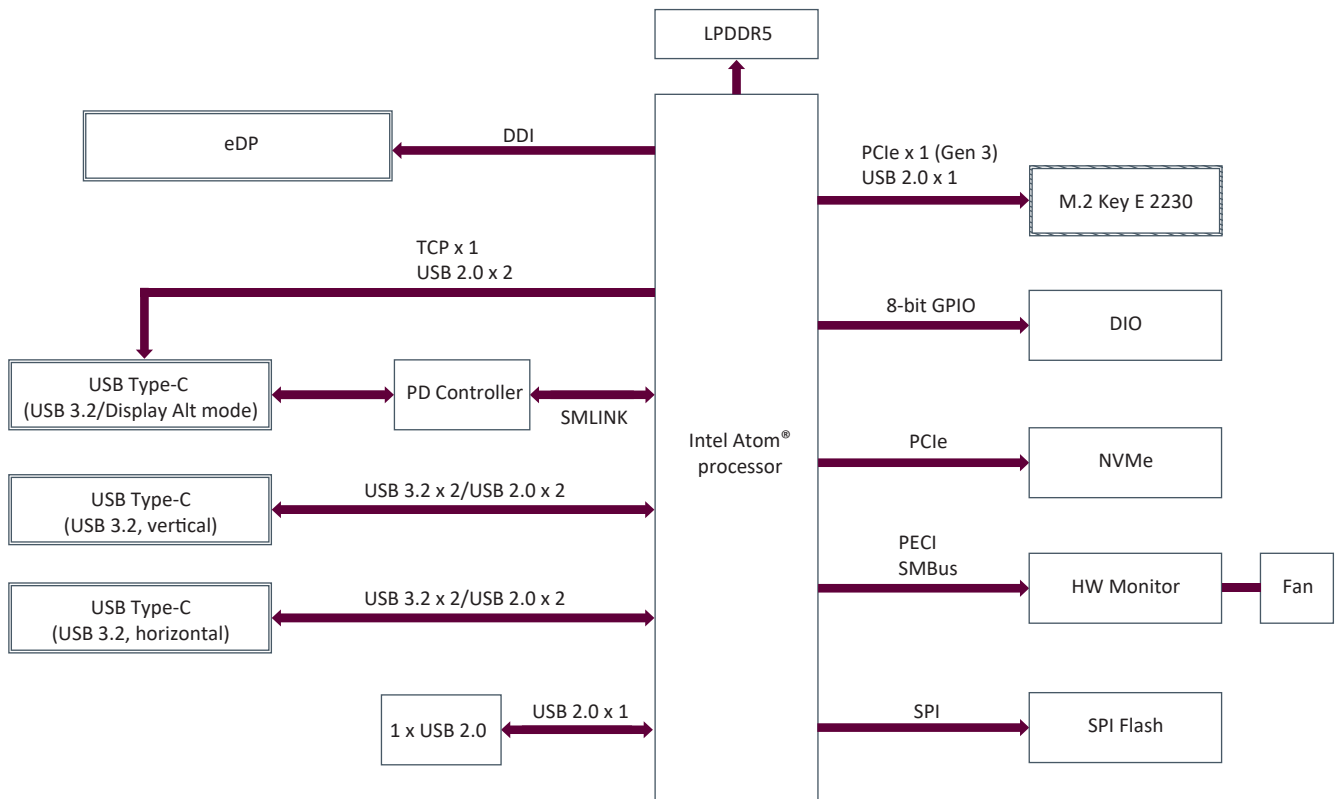 LPDDR5
eDP
DDI
PCIe x 1 (Gen 3)
USB 2.0 x 1
M.2 Key E 2230
TCP x 1
USB 2.0 x 2
8-bit GPIO
DIO
USB Type-C
(USB 3.2/Display Alt mode)
PD Controller
SMLINK
Intel Atom®
processor
PCIe
NVMe
USB Type-C
(USB 3.2, vertical)
USB 3.2 x 2/USB 2.0 x 2
PECI
SMBus
HW Monitor
Fan
USB Type-C
(USB 3.2, horizontal)
USB 3.2 x 2/USB 2.0 x 2
1 x USB 2.0
USB 2.0 x 1
SPI
SPI Flash